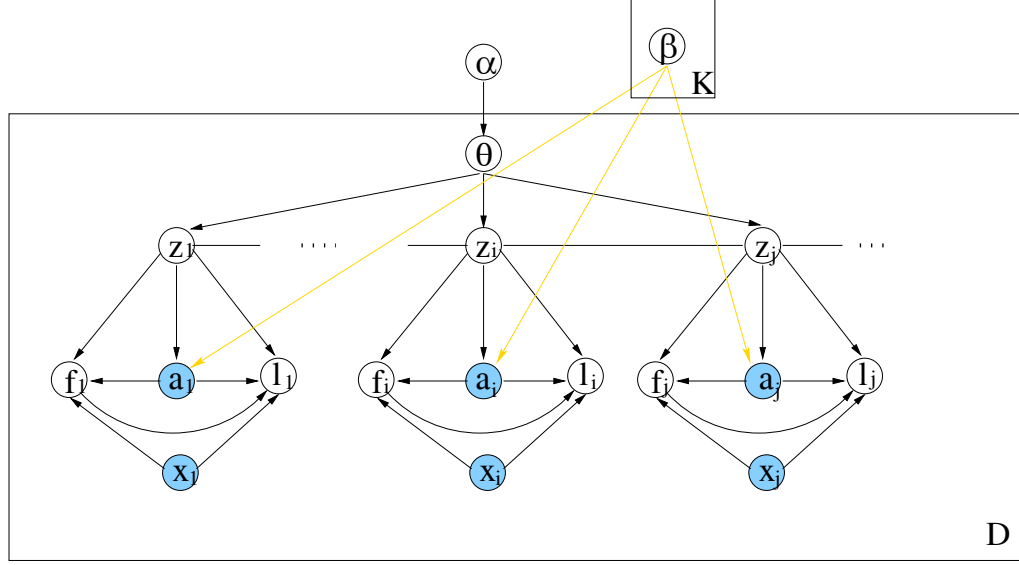 β
α
K
θ
z1 ···· zi zj ···
f1 a1 l1 fi ai li fj aj lj
x1 xi xj
D